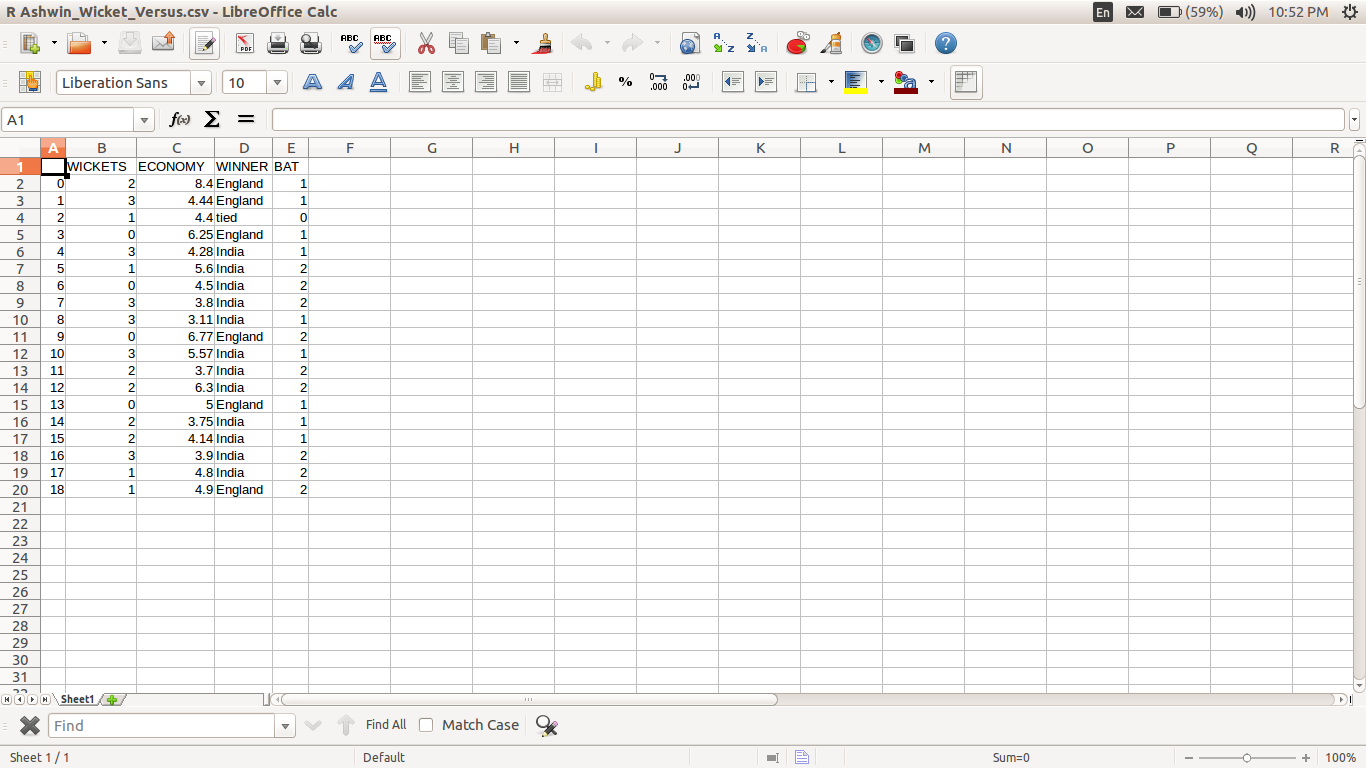 R Ashwin_Wicket_Versus.csv - LibreOffice Calc En (59%) 10:52 PM
PDF ABC ABC A Z Z A
Liberation Sans 10 A A A % .000 .000
A1 f(x) Σ =
A B C D E F G H I J K L M N O P Q R
1 WICKETS ECONOMY WINNER BAT
2 0 2 8.4 England 1
3 1 3 4.44 England 1
4 2 1 4.4 tied 0
5 3 0 6.25 England 1
6 4 3 4.28 India 1
7 5 1 5.6 India 2
8 6 0 4.5 India 2
9 7 3 3.8 India 2
10 8 3 3.11 India 1
11 9 0 6.77 England 2
12 10 3 5.57 India 1
13 11 2 3.7 India 2
14 12 2 6.3 India 2
15 13 0 5 England 1
16 14 2 3.75 India 1
17 15 2 4.14 India 1
18 16 3 3.9 India 2
19 17 1 4.8 India 2
20 18 1 4.9 England 2
21
22
23
24
25
26
27
28
29
30
31
32
Sheet1
Find Find All Match Case
Sheet 1 / 1 Default Sum=0 100%